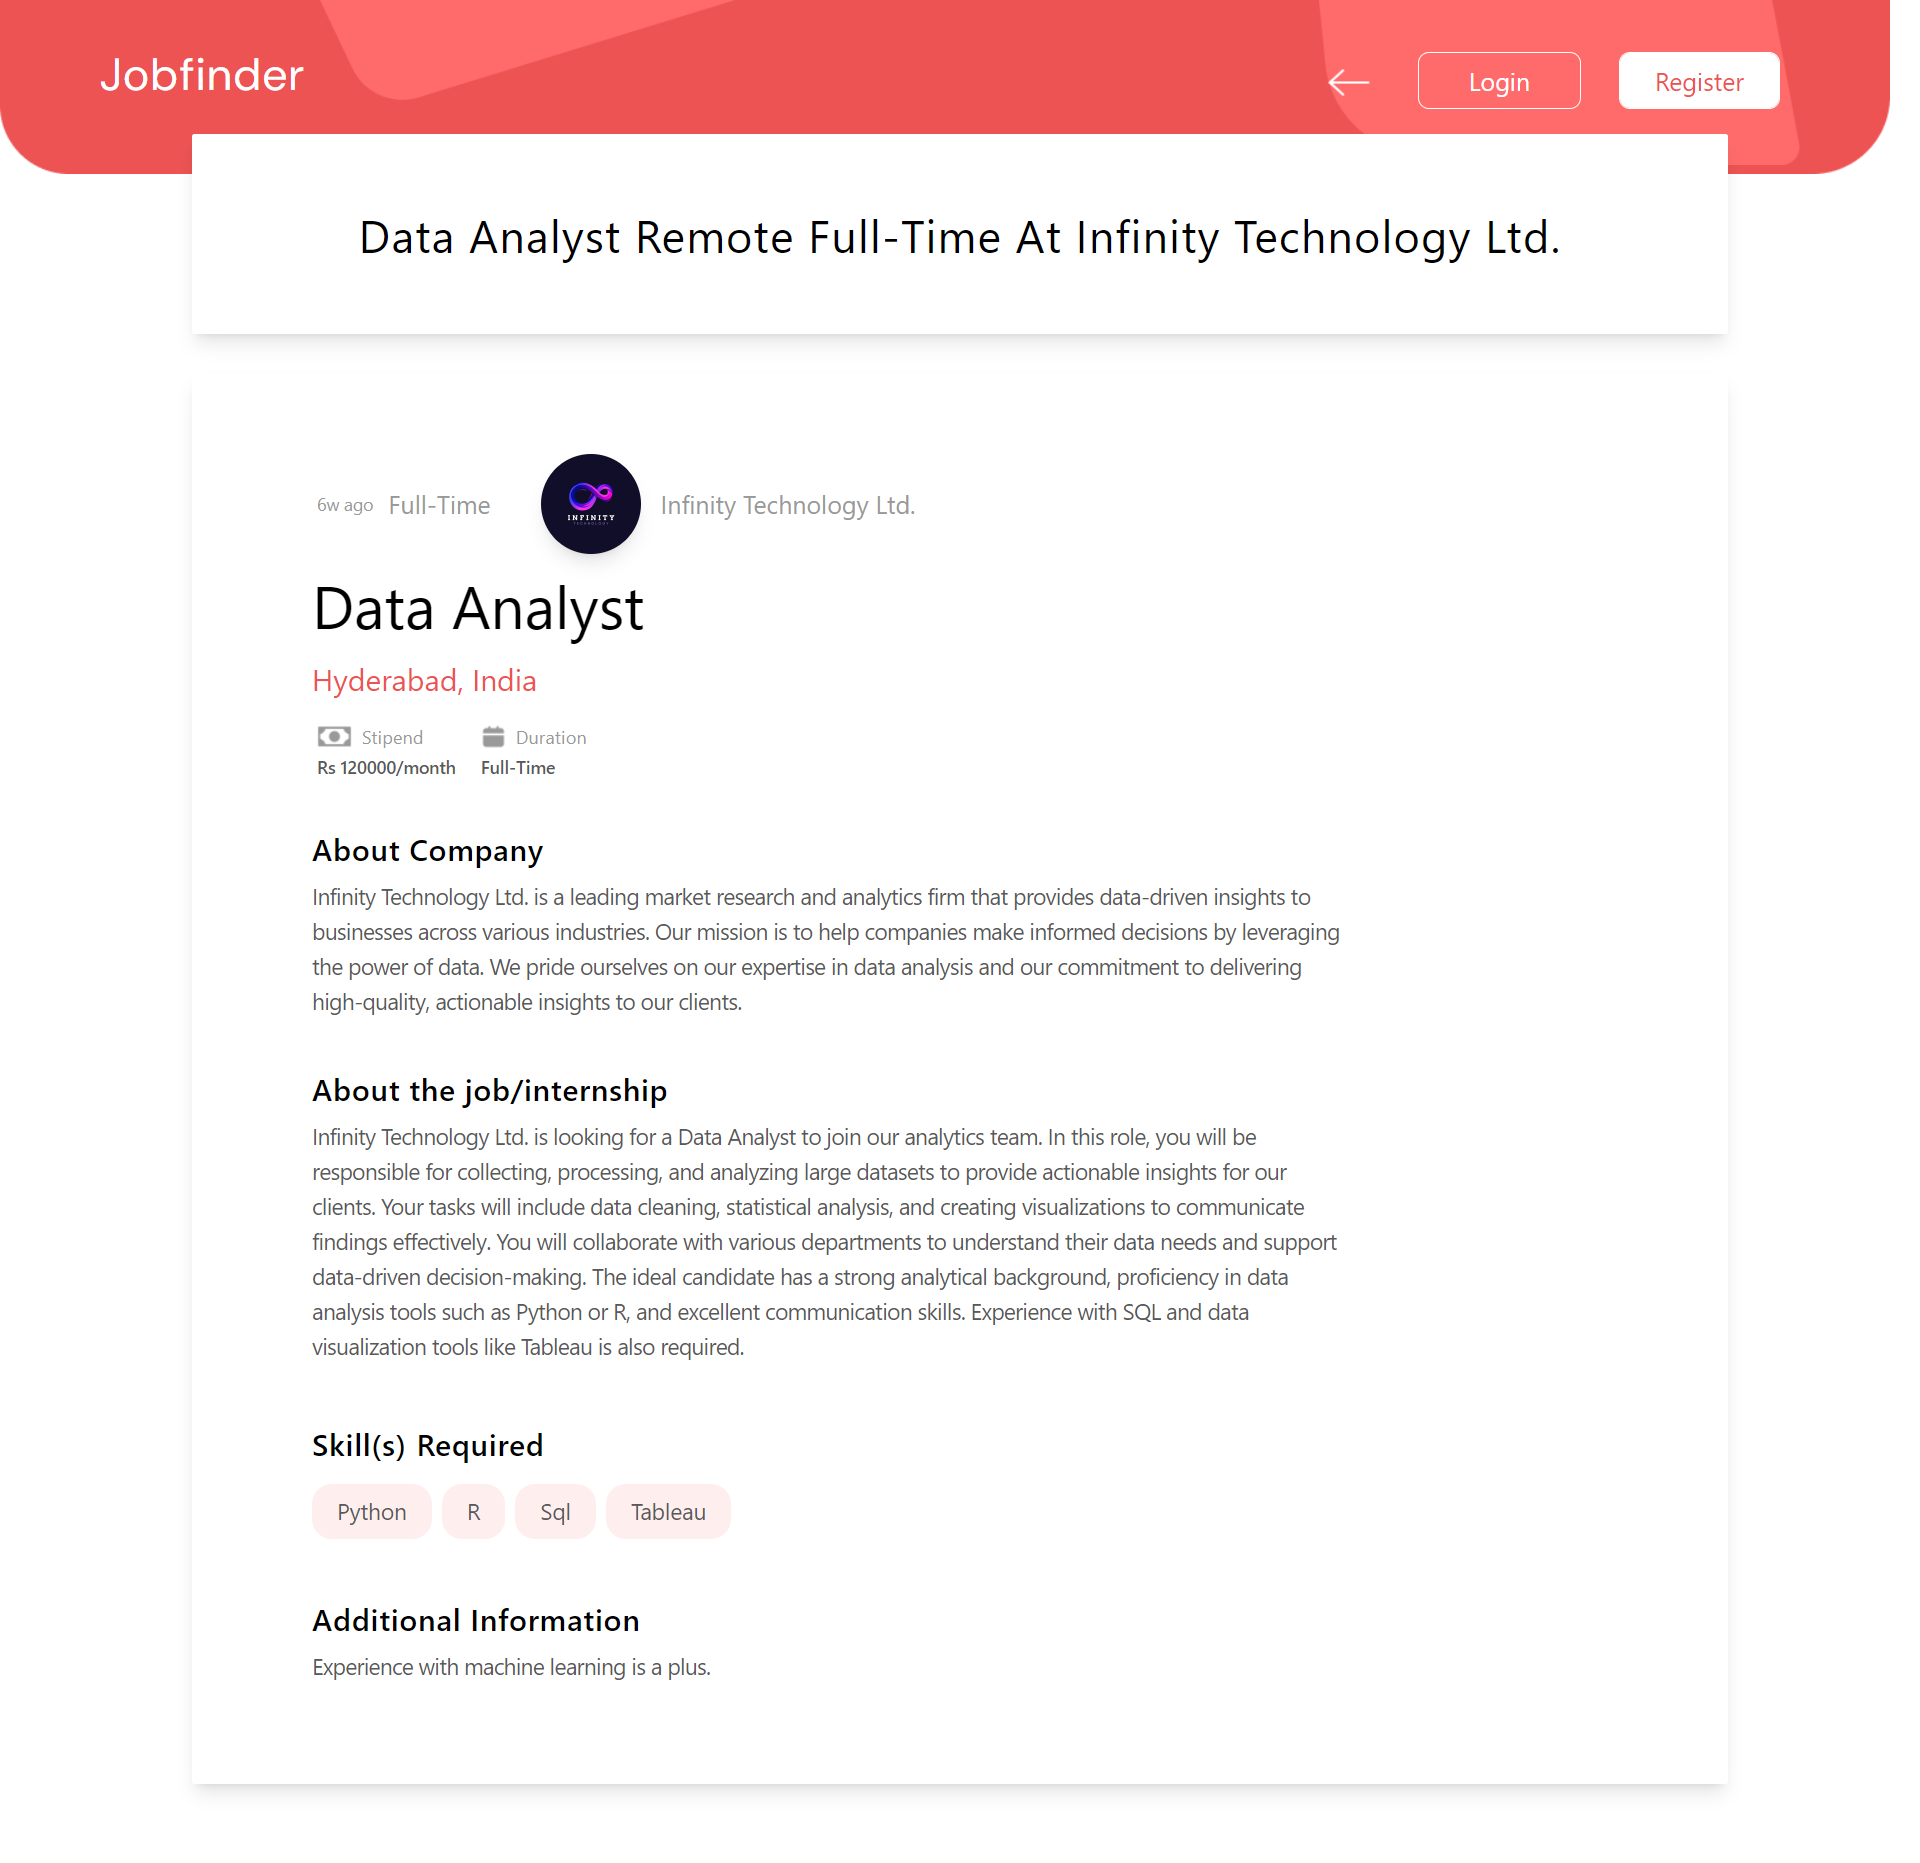 Jobfinder
Login
Register
Data Analyst Remote Full-Time At Infinity Technology Ltd.
6w ago Full-Time
INFINITY
TECHNOLOGY
Infinity Technology Ltd.
Data Analyst
Hyderabad, India
Stipend
Duration
Rs 120000/month
Full-Time
About Company
Infinity Technology Ltd. is a leading market research and analytics firm that provides data-driven insights to
businesses across various industries. Our mission is to help companies make informed decisions by leveraging
the power of data. We pride ourselves on our expertise in data analysis and our commitment to delivering
high-quality, actionable insights to our clients.
About the job/internship
Infinity Technology Ltd. is looking for a Data Analyst to join our analytics team. In this role, you will be
responsible for collecting, processing, and analyzing large datasets to provide actionable insights for our
clients. Your tasks will include data cleaning, statistical analysis, and creating visualizations to communicate
findings effectively. You will collaborate with various departments to understand their data needs and support
data-driven decision-making. The ideal candidate has a strong analytical background, proficiency in data
analysis tools such as Python or R, and excellent communication skills. Experience with SQL and data
visualization tools like Tableau is also required.
Skill(s) Required
Python R Sql Tableau
Additional Information
Experience with machine learning is a plus.